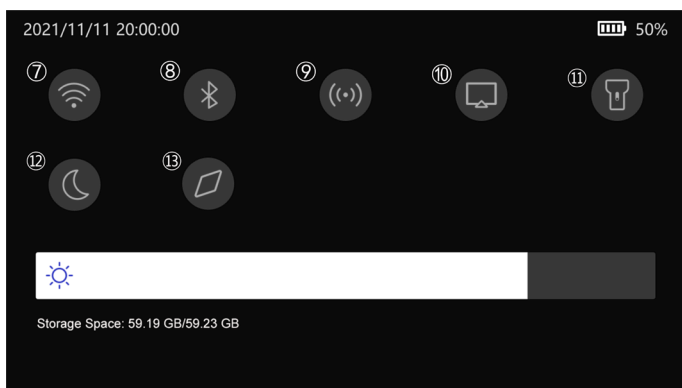 2021/11/11 20:00:00 50%
⑦ ⑧ ⑨ ⑩ ⑪
⑫ ⑬
Storage Space: 59.19 GB/59.23 GB